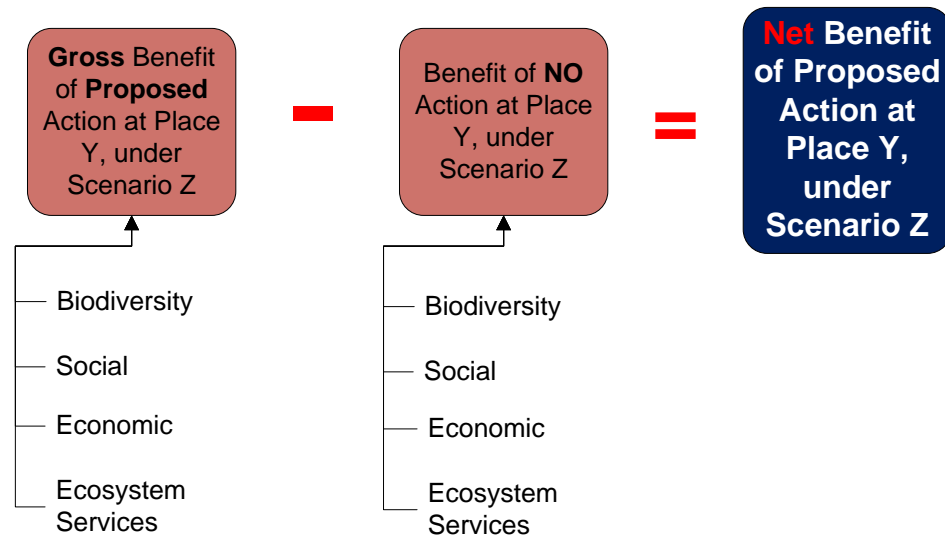 Gross Benefit
of Proposed
Action at Place
Y, under
Scenario Z
-
Benefit of NO
Action at Place
Y, under
Scenario Z
=
Net Benefit
of Proposed
Action at
Place Y,
under
Scenario Z
Biodiversity
Social
Economic
Ecosystem
Services
Biodiversity
Social
Economic
Ecosystem
Services